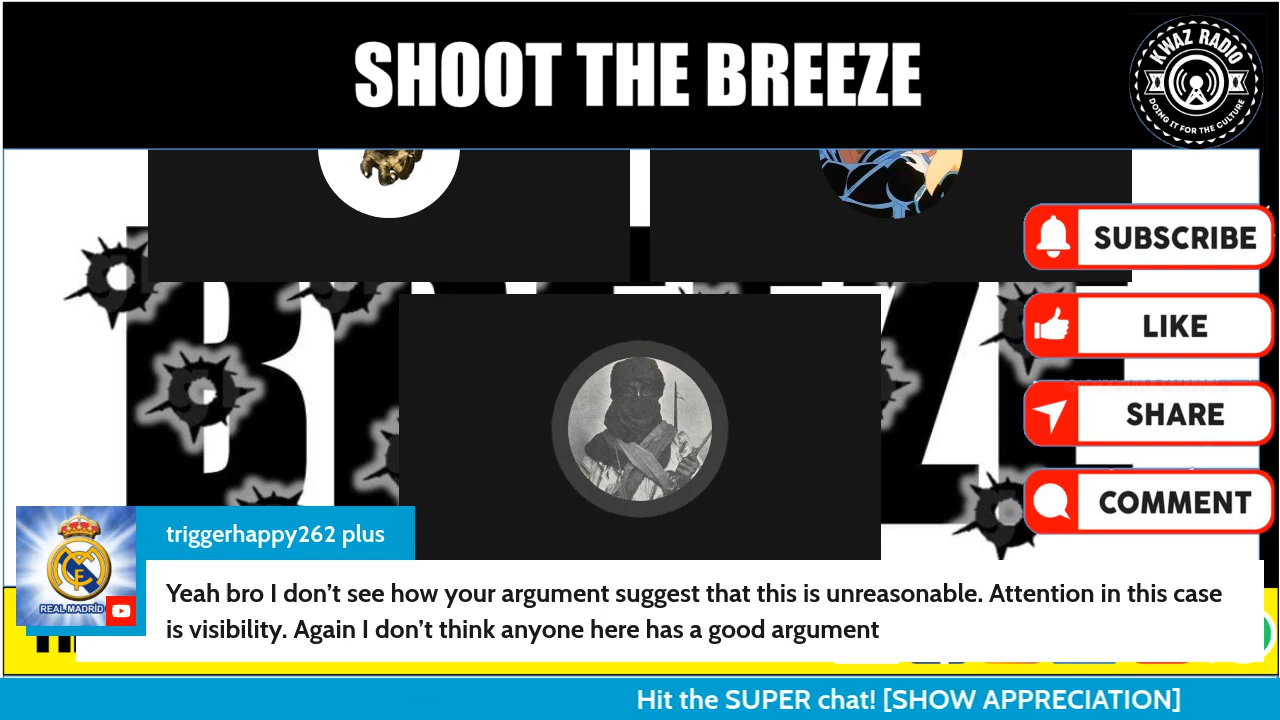 SHOOT THE BREEZE
KWAZ RADIO
DOING IT FOR THE CULTURE
SUBSCRIBE
LIKE
SHARE
COMMENT
REAL MADRID
triggerhappy262 plus
Yeah bro I don’t see how your argument suggest that this is unreasonable. Attention in this case
is visibility. Again I don’t think anyone here has a good argument
Hit the SUPER chat! [SHOW APPRECIATION]